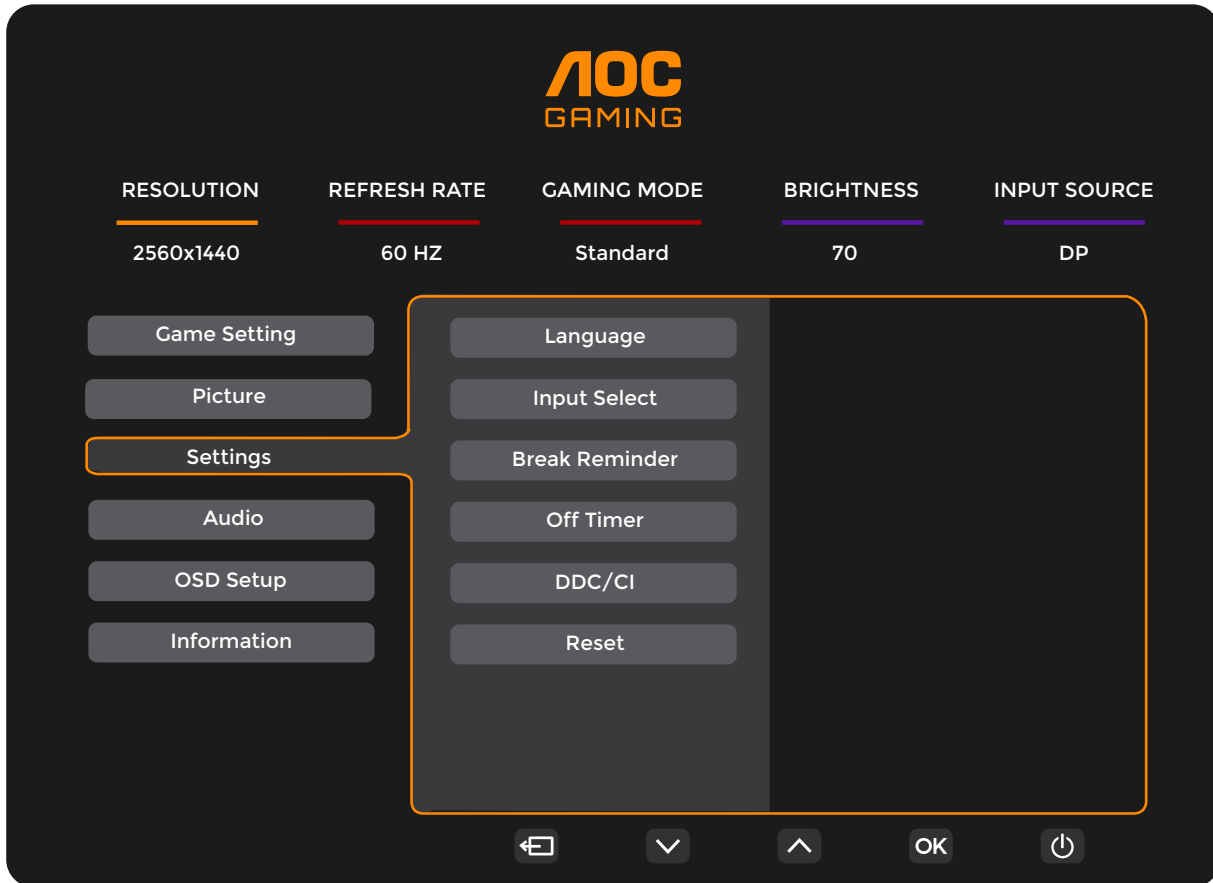 AOC
GAMING
RESOLUTION REFRESH RATE GAMING MODE BRIGHTNESS INPUT SOURCE
2560x1440 60 HZ Standard 70 DP
Game Setting
Picture
Settings
Audio
OSD Setup
Information
Language
Input Select
Break Reminder
Off Timer
DDC/CI
Reset
OK